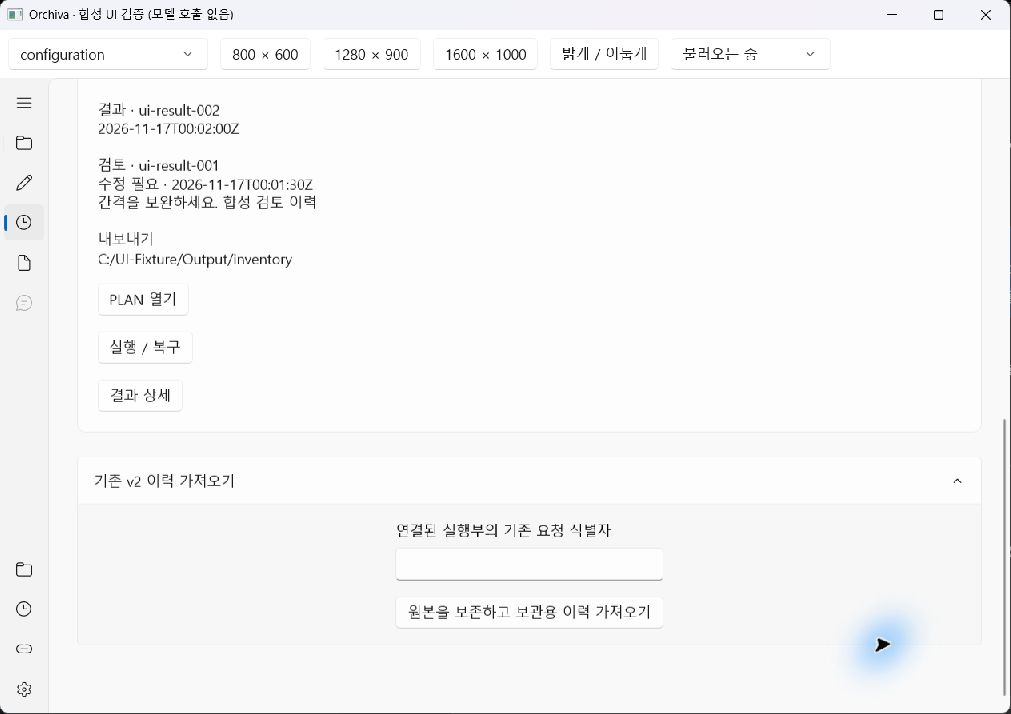 Orchiva · 합성 UI 검증 (모델 호출 없음)
configuration
800 × 600
1280 × 900
1600 × 1000
밝게 / 어둡게
불러오는 중
결과 · ui-result-002
2026-11-17T00:02:00Z
검토 · ui-result-001
수정 필요 · 2026-11-17T00:01:30Z
간격을 보완하세요. 합성 검토 이력
내보내기
C:/UI-Fixture/Output/inventory
PLAN 열기
실행 / 복구
결과 상세
기존 v2 이력 가져오기
연결된 실행부의 기존 요청 식별자
원본을 보존하고 보관용 이력 가져오기